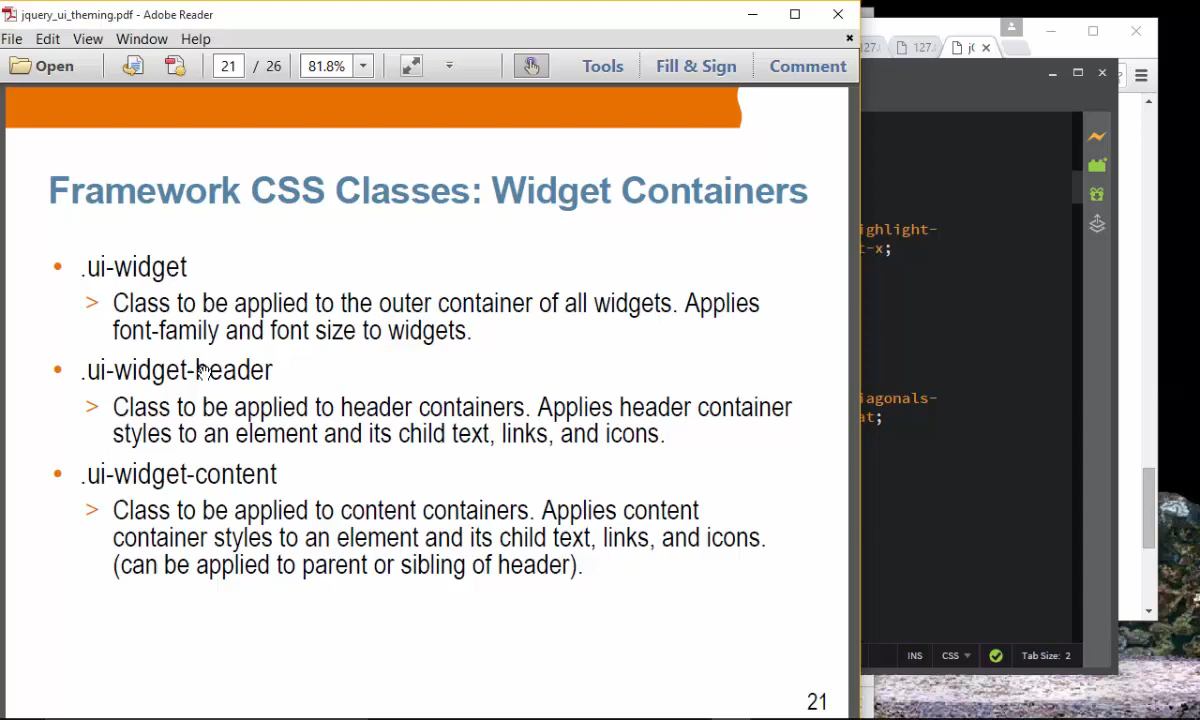 jquery_ui_theming.pdf - Adobe Reader
File Edit View Window Help
Open 21 / 26 81.8% Tools Fill & Sign Comment
Framework CSS Classes: Widget Containers
• .ui-widget
> Class to be applied to the outer container of all widgets. Applies
font-family and font size to widgets.
• .ui-widget-header
> Class to be applied to header containers. Applies header container
styles to an element and its child text, links, and icons.
• .ui-widget-content
> Class to be applied to content containers. Applies content
container styles to an element and its child text, links, and icons.
(can be applied to parent or sibling of header).
21
127.
ighlight-
t-x;
iagonals-
at;
INS CSS Tab Size: 2